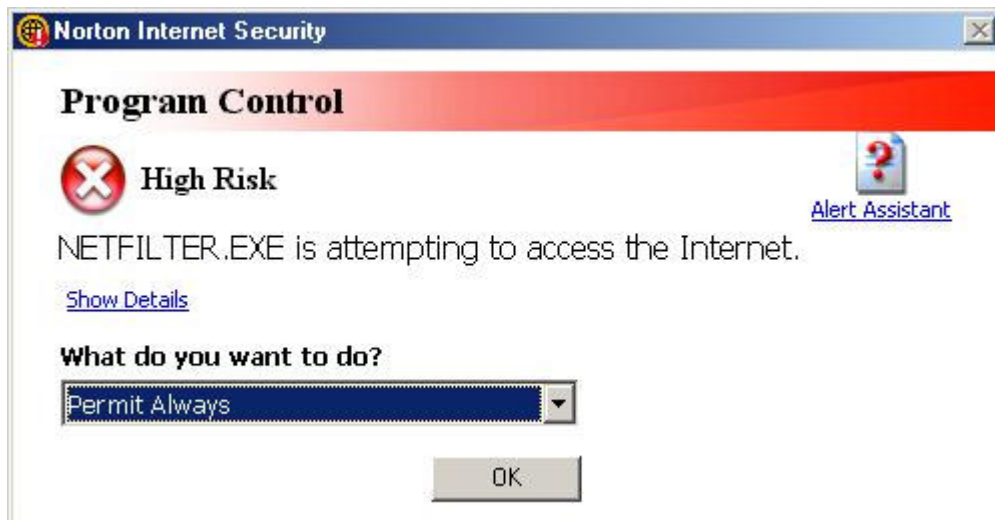 Norton Internet Security
Program Control
High Risk
Alert Assistant
NETFILTER.EXE is attempting to access the Internet.
Show Details
What do you want to do?
Permit Always
OK